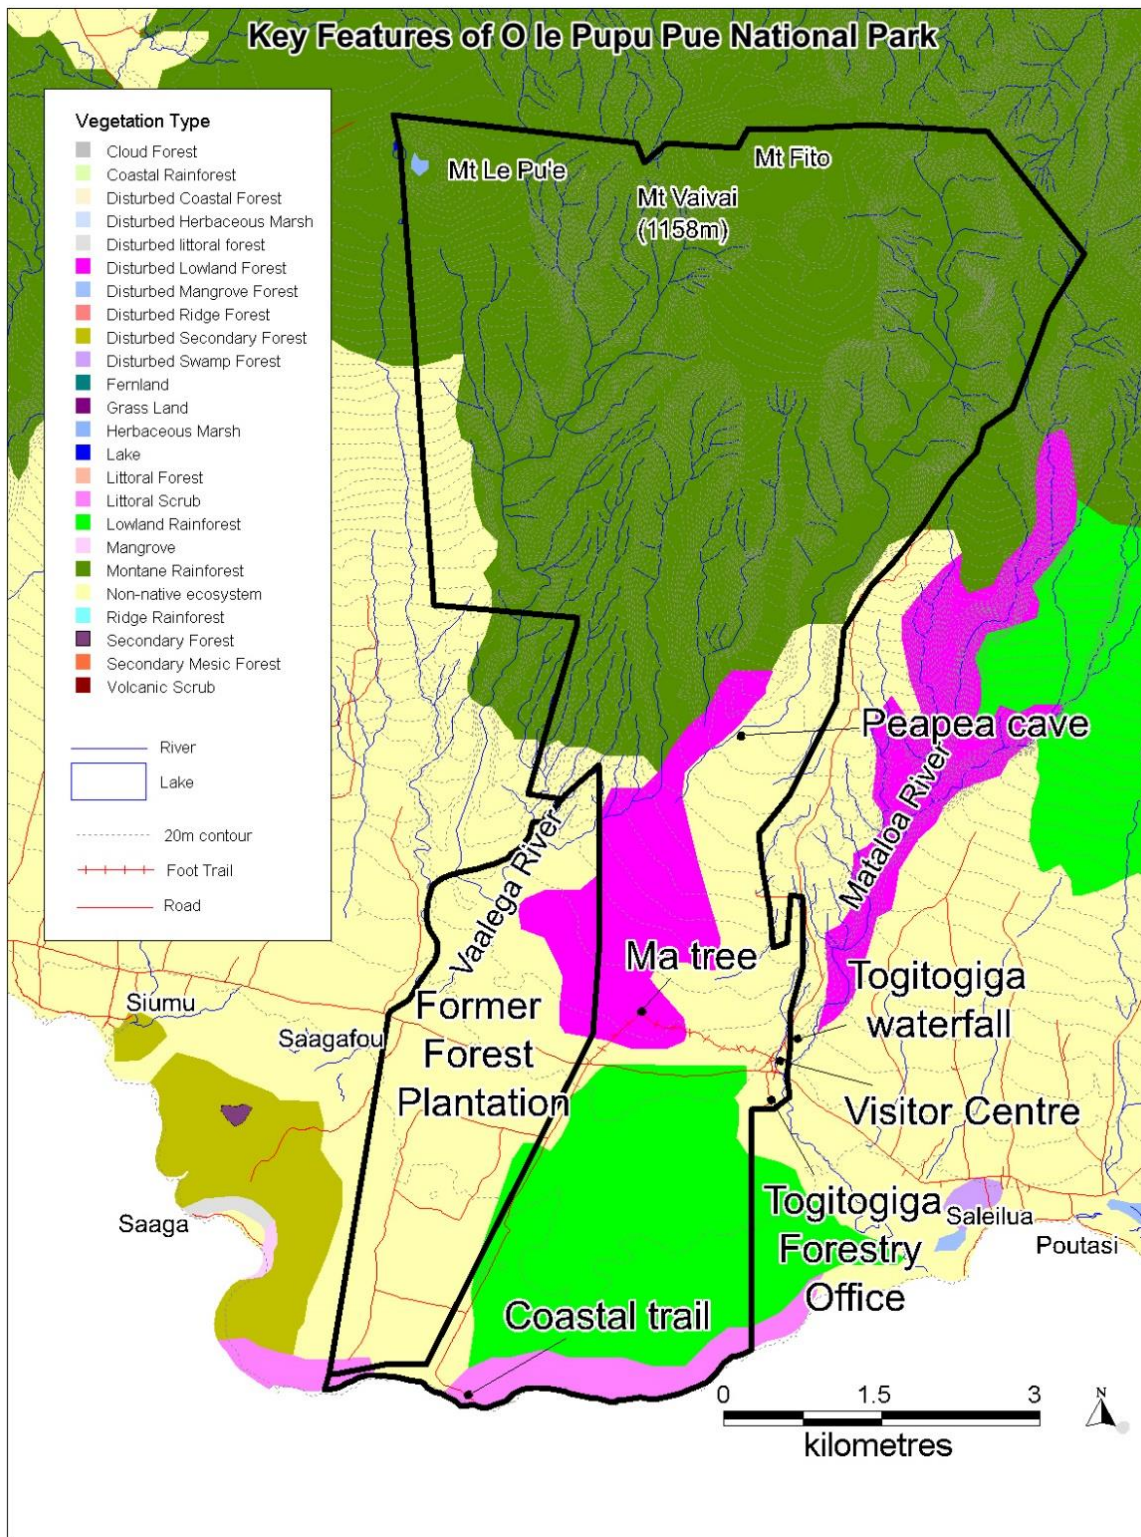 Key Features of O le Pupu Pue National Park
Vegetation Type
Cloud Forest
Coastal Rainforest
Disturbed Coastal Forest
Disturbed Herbaceous Marsh
Disturbed littoral forest
Disturbed Lowland Forest
Disturbed Mangrove Forest
Disturbed Ridge Forest
Disturbed Secondary Forest
Disturbed Swamp Forest
Fernland
Grass Land
Herbaceous Marsh
Lake
Littoral Forest
Littoral Scrub
Lowland Rainforest
Mangrove
Montane Rainforest
Non-native ecosystem
Ridge Rainforest
Secondary Forest
Secondary Mesic Forest
Volcanic Scrub
River
Lake
20m contour
Foot Trail
Road
Mt Le Pu'e
Mt Fito
Mt Vaivai
(1158m)
Peapea cave
Mataloa River
Vaalega River
Ma tree
Togitogiga
waterfall
Siumu
Saagafou
Former
Forest
Plantation
Visitor Centre
Togitogiga
Forestry
Office
Saaga
Saleilua
Poutasi
Coastal trail
0 1.5 3
kilometres
N